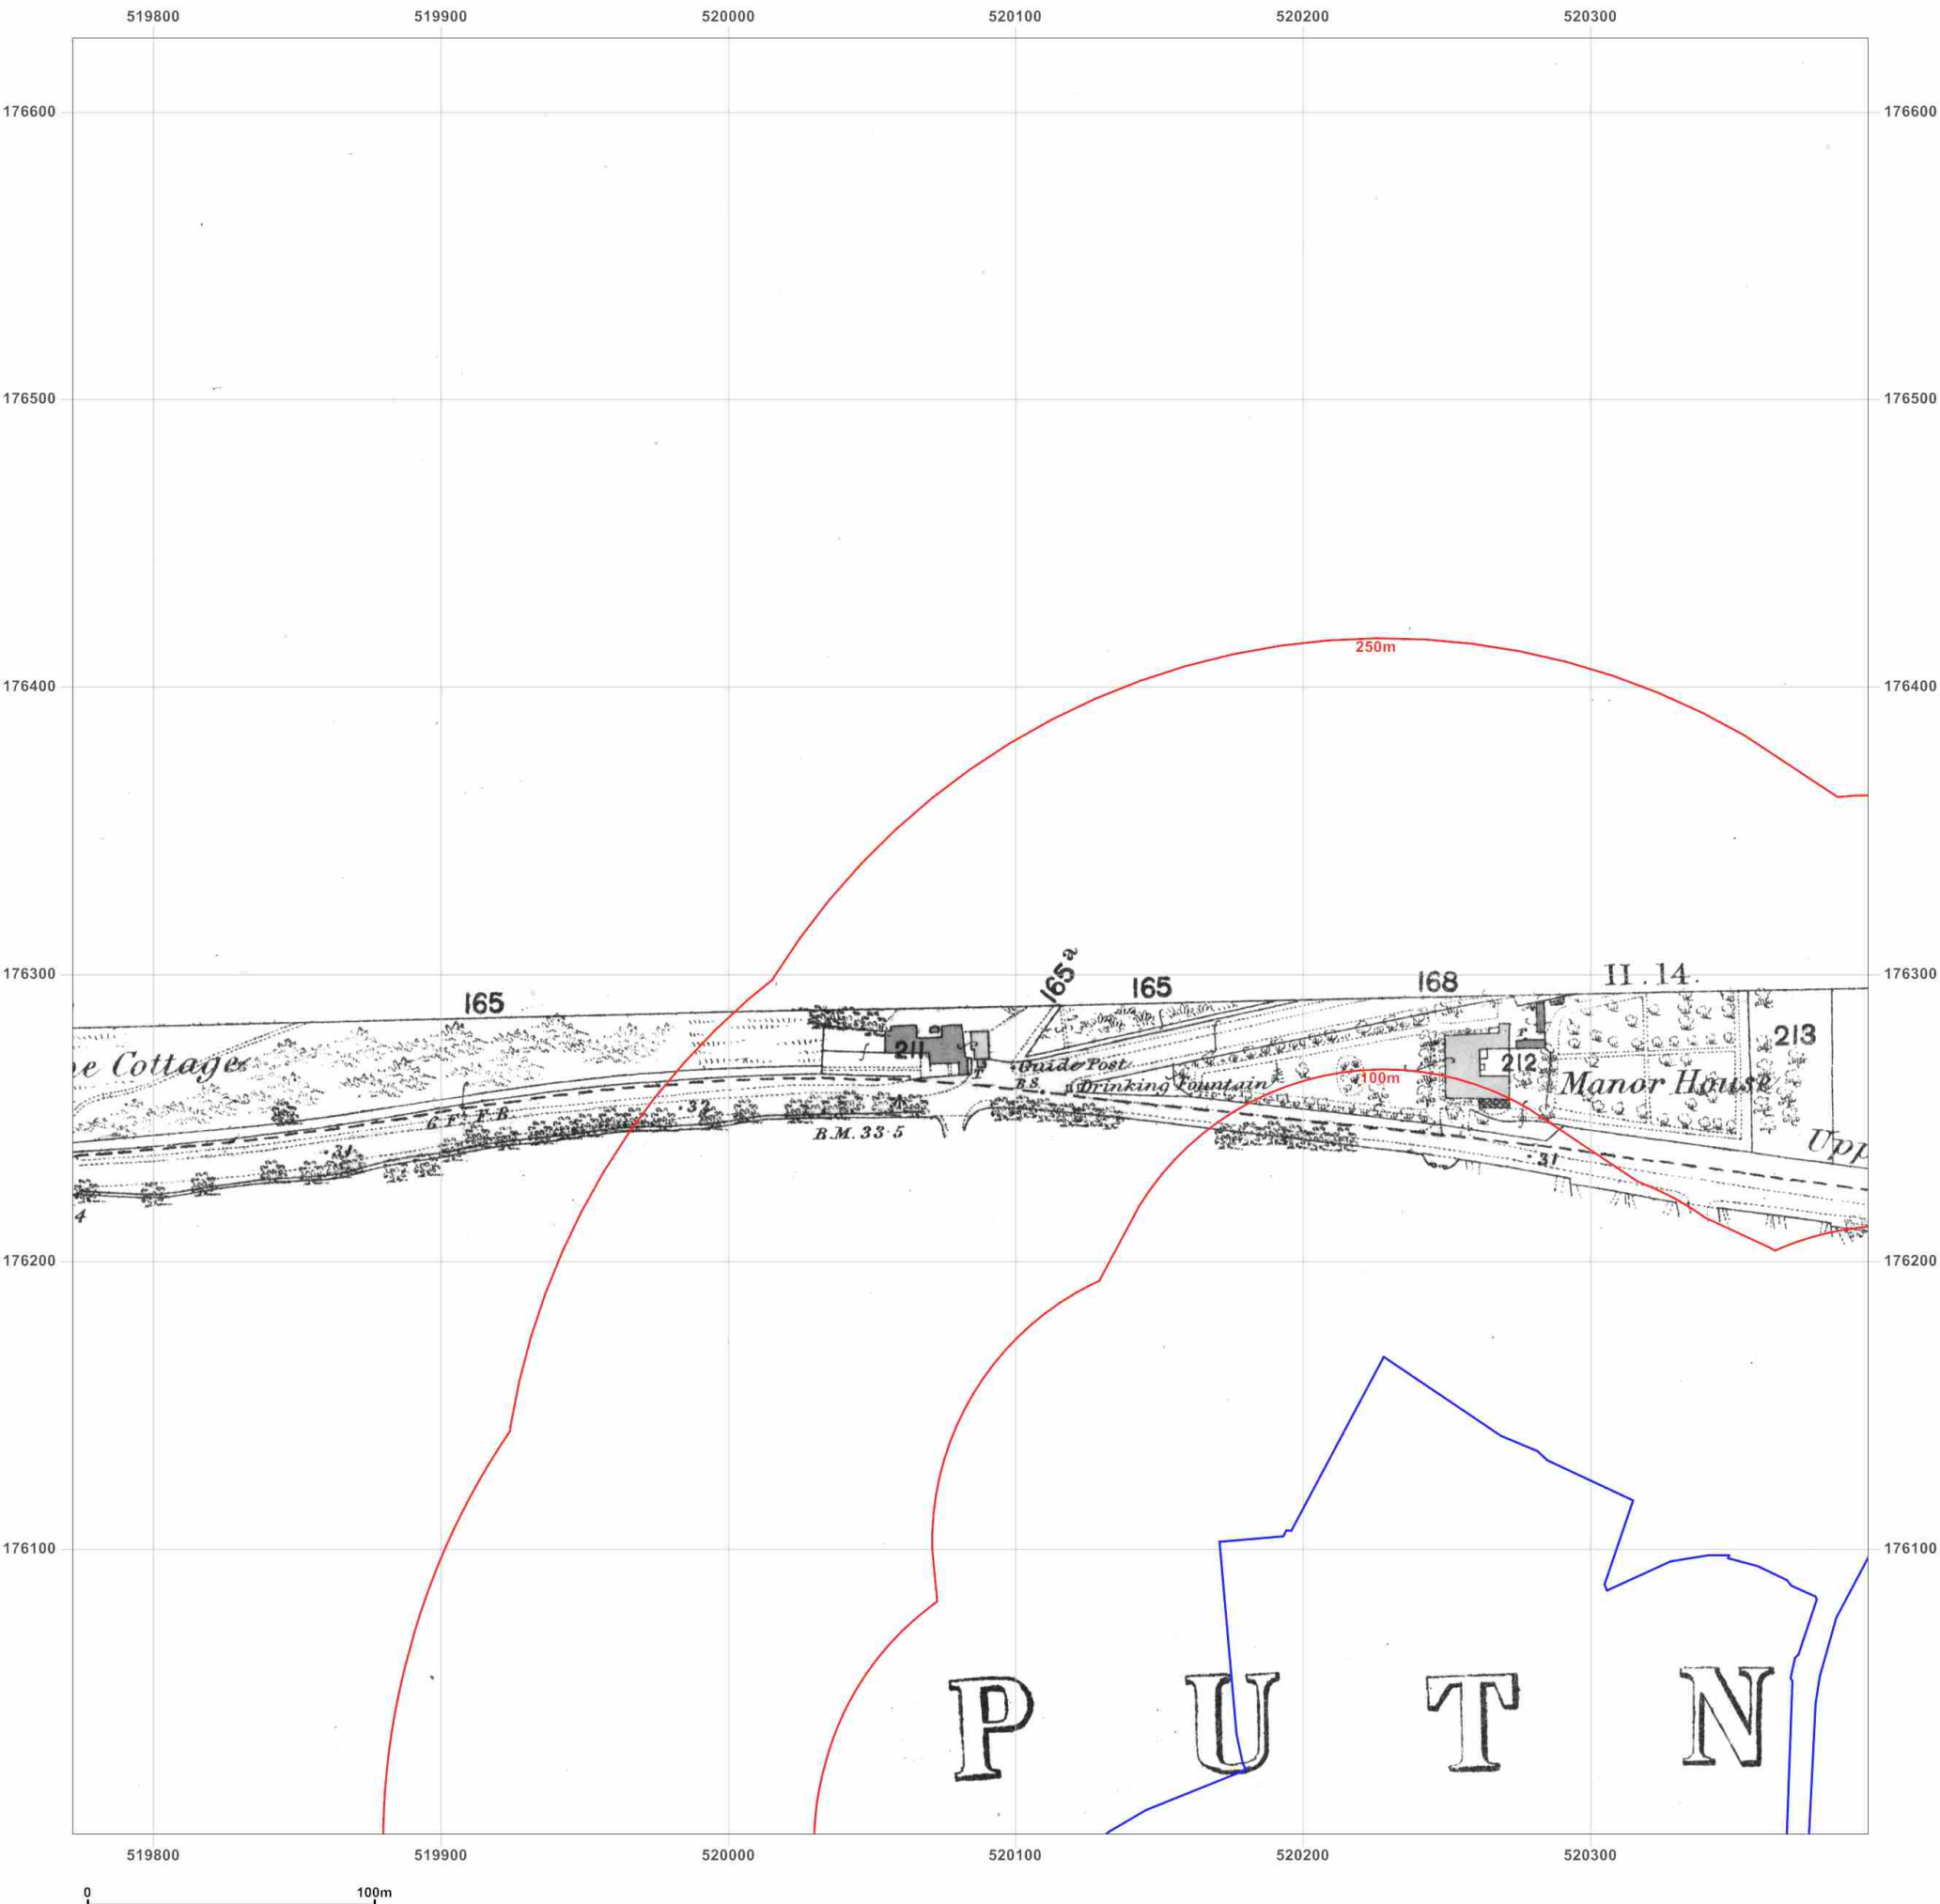 519800 519900 520000 520100 520200 520300
176600 176600
176500 176500
250m
176400 176400
176300 165 165a 165 168 II.14. 176300
211 213
Guide Post 212
e Cottage B.S. Drinking Fountain 100m Manor House
.32
B.M. 33·5 Upp
.31 .31
4
176200 176200
176100 176100
P U T N
519800 519900 520000 520100 520200 520300
0 100m